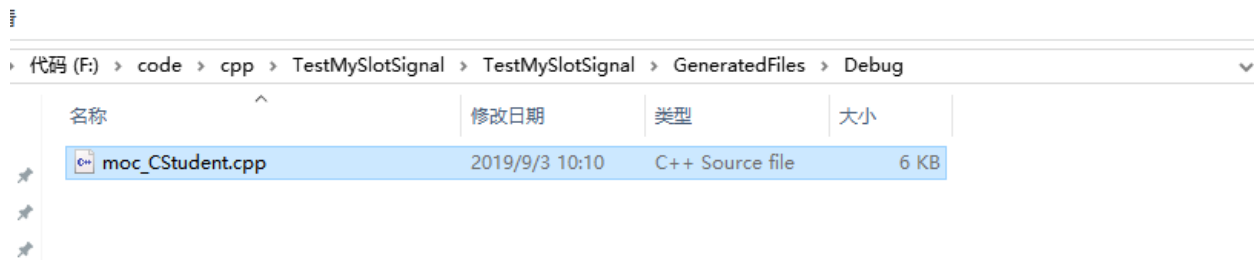 看
代码 (F:) › code › cpp › TestMySlotSignal › TestMySlotSignal › GeneratedFiles › Debug
名称 修改日期 类型 大小
moc_CStudent.cpp 2019/9/3 10:10 C++ Source file 6 KB